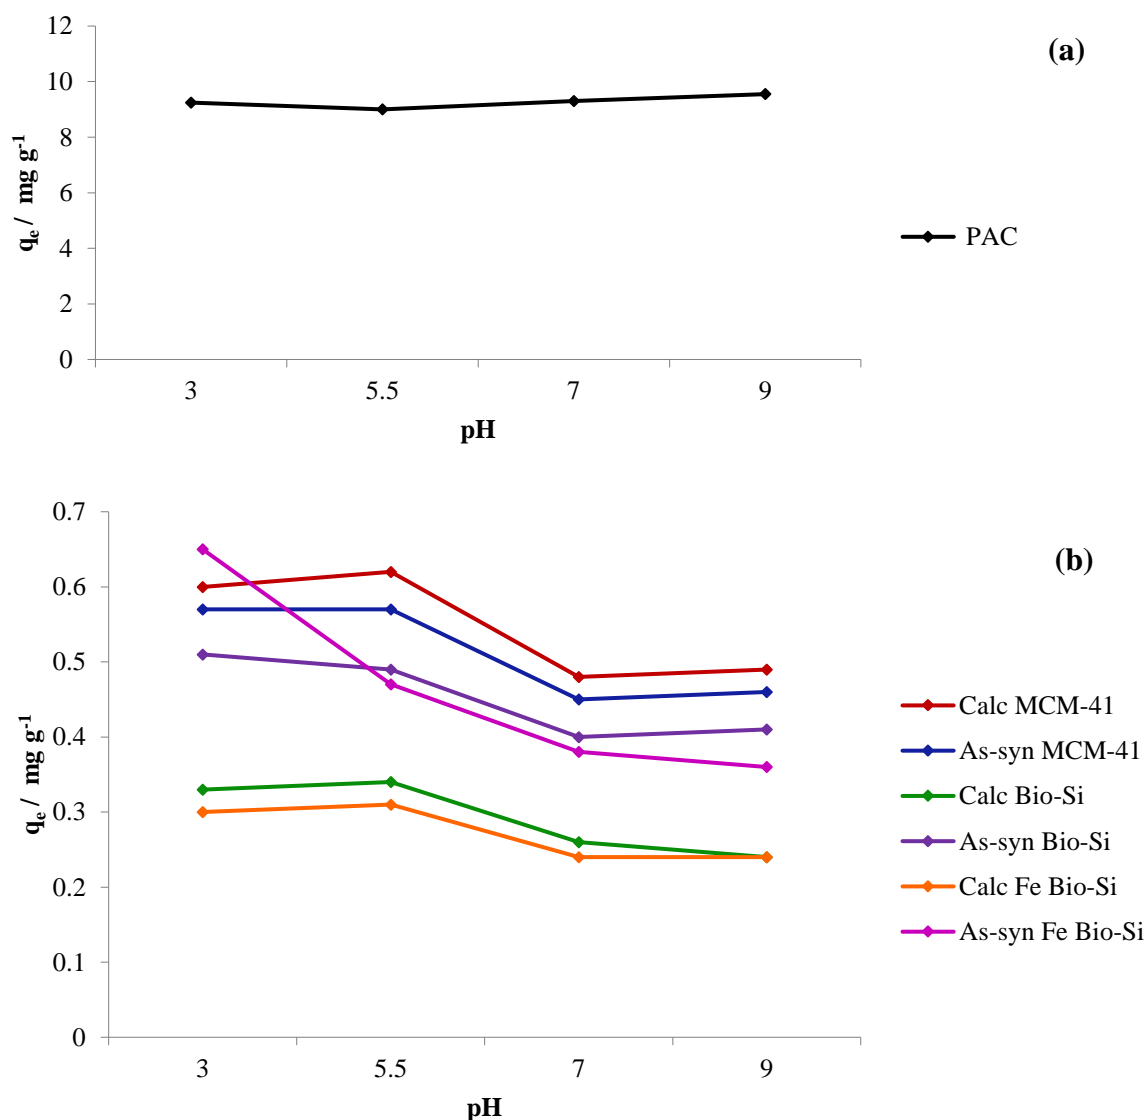 (a)
12
10
8
6
4
2
0
qₑ / mg g⁻¹
3 5.5 7 9
pH
PAC
(b)
0.7
0.6
0.5
0.4
0.3
0.2
0.1
0
qₑ / mg g⁻¹
3 5.5 7 9
pH
Calc MCM-41
As-syn MCM-41
Calc Bio-Si
As-syn Bio-Si
Calc Fe Bio-Si
As-syn Fe Bio-Si